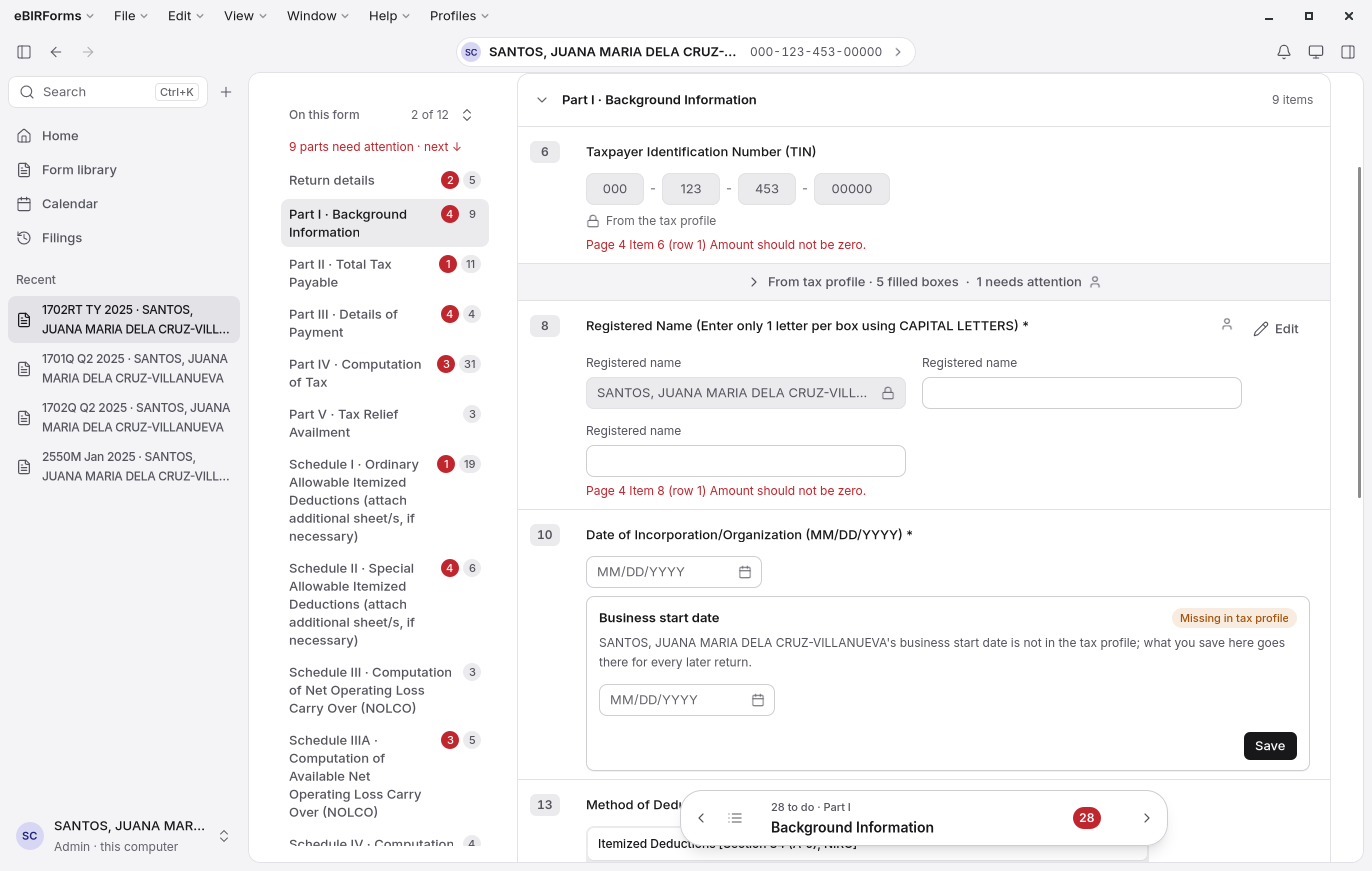 eBIRForms File Edit View Window Help Profiles
SC SANTOS, JUANA MARIA DELA CRUZ-... 000-123-453-00000
Search Ctrl+K
Home
Form library
Calendar
Filings
Recent
1702RT TY 2025 · SANTOS,
JUANA MARIA DELA CRUZ-VILL...
1701Q Q2 2025 · SANTOS, JUANA
MARIA DELA CRUZ-VILLANUEVA
1702Q Q2 2025 · SANTOS, JUANA
MARIA DELA CRUZ-VILLANUEVA
2550M Jan 2025 · SANTOS,
JUANA MARIA DELA CRUZ-VILL...
SC SANTOS, JUANA MAR...
Admin · this computer
On this form 2 of 12
9 parts need attention · next ↓
Return details 2 5
Part I · Background 4 9
Information
Part II · Total Tax 1 11
Payable
Part III · Details of 4 4
Payment
Part IV · Computation 3 31
of Tax
Part V · Tax Relief 3
Availment
Schedule I · Ordinary 1 19
Allowable Itemized
Deductions (attach
additional sheet/s, if
necessary)
Schedule II · Special 4 6
Allowable Itemized
Deductions (attach
additional sheet/s, if
necessary)
Schedule III · Computation 3
of Net Operating Loss
Carry Over (NOLCO)
Schedule IIIA · 3 5
Computation of
Available Net
Operating Loss Carry
Over (NOLCO)
Schedule IV · Computation 4
Part I · Background Information 9 items
6 Taxpayer Identification Number (TIN)
000 - 123 - 453 - 00000
From the tax profile
Page 4 Item 6 (row 1) Amount should not be zero.
From tax profile · 5 filled boxes · 1 needs attention
8 Registered Name (Enter only 1 letter per box using CAPITAL LETTERS) * Edit
Registered name Registered name
SANTOS, JUANA MARIA DELA CRUZ-VILL...
Registered name
Page 4 Item 8 (row 1) Amount should not be zero.
10 Date of Incorporation/Organization (MM/DD/YYYY) *
MM/DD/YYYY
Business start date Missing in tax profile
SANTOS, JUANA MARIA DELA CRUZ-VILLANUEVA's business start date is not in the tax profile; what you save here goes
there for every later return.
MM/DD/YYYY
Save
13 Method of
Itemized
28 to do · Part I
Background Information 28